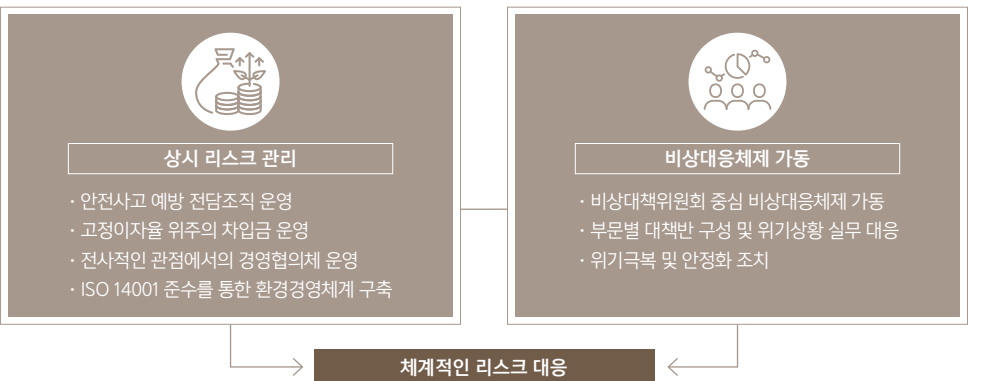 상시 리스크 관리
· 안전사고 예방 전담조직 운영
· 고정이자율 위주의 차입금 운영
· 전사적인 관점에서의 경영협의체 운영
· ISO 14001 준수를 통한 환경경영체계 구축
비상대응체제 가동
· 비상대책위원회 중심 비상대응체제 가동
· 부문별 대책반 구성 및 위기상황 실무 대응
· 위기극복 및 안정화 조치
체계적인 리스크 대응